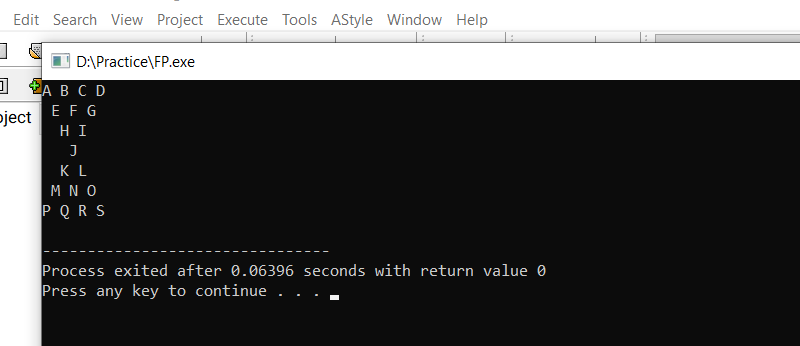 Edit Search View Project Execute Tools AStyle Window Help
D:\Practice\FP.exe
oject
A B C D
 E F G
  H I
   J
  K L
 M N O
P Q R S
--------------------------------
Process exited after 0.06396 seconds with return value 0
Press any key to continue . . .